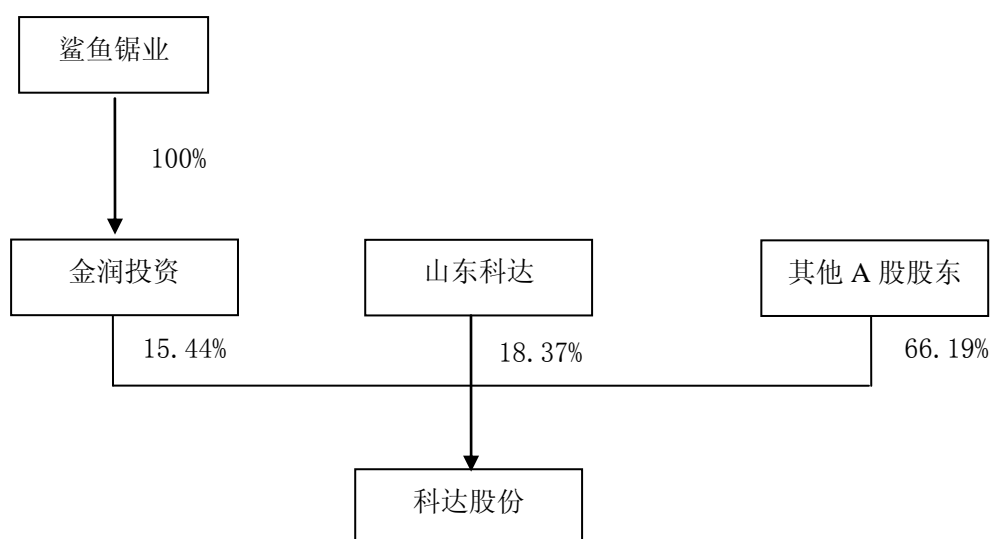 鲨鱼锯业
100%
金润投资
山东科达
其他 A 股股东
15.44%
18.37%
66.19%
科达股份